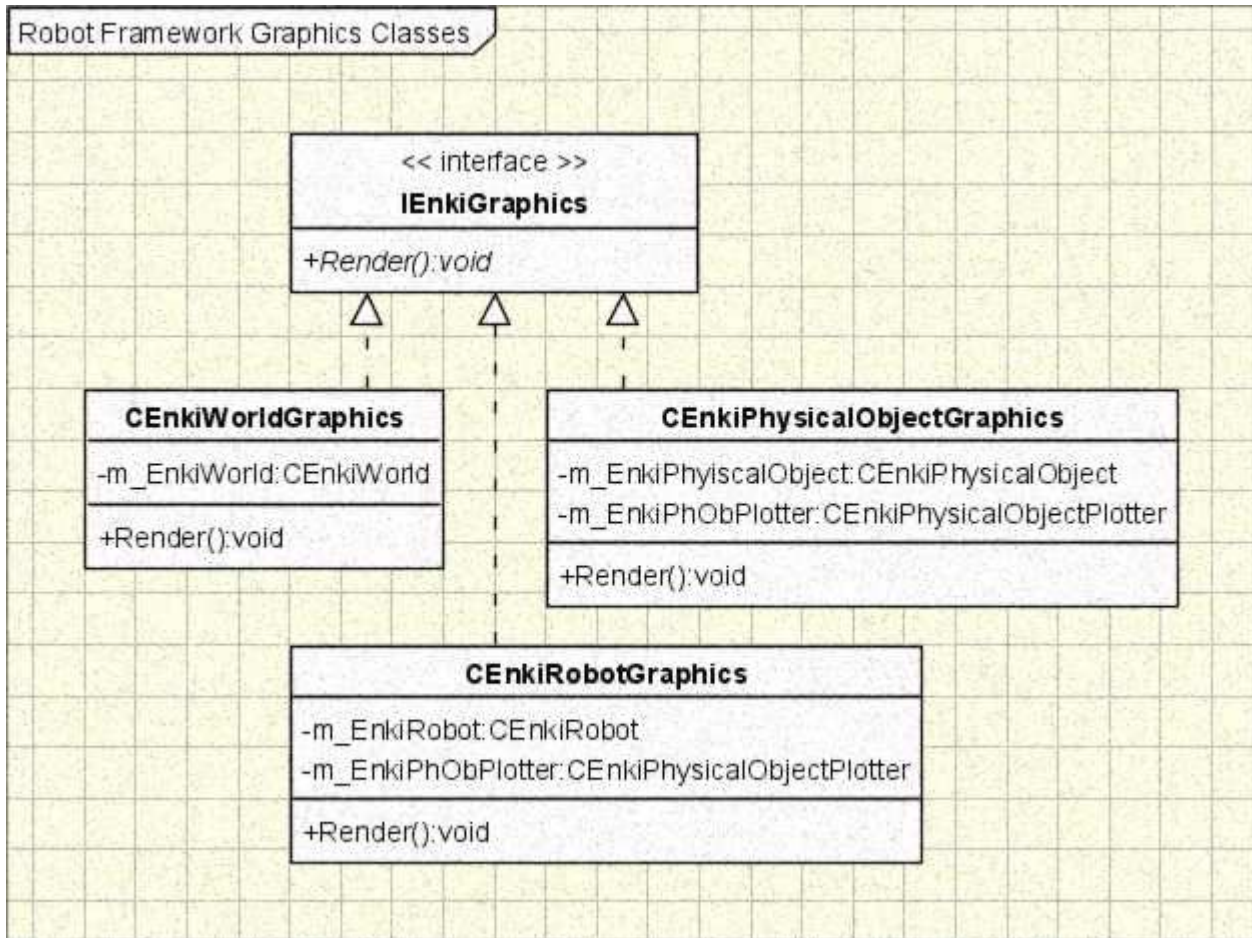 Robot Framework Graphics Classes
<< interface >>
IEnkiGraphics
+Render():void
CEnkiWorldGraphics
-m_EnkiWorld:CEnkiWorld
+Render():void
CEnkiPhysicalObjectGraphics
-m_EnkiPhyiscalObject:CEnkiPhysicalObject
-m_EnkiPhObPlotter:CEnkiPhysicalObjectPlotter
+Render():void
CEnkiRobotGraphics
-m_EnkiRobot:CEnkiRobot
-m_EnkiPhObPlotter:CEnkiPhysicalObjectPlotter
+Render():void